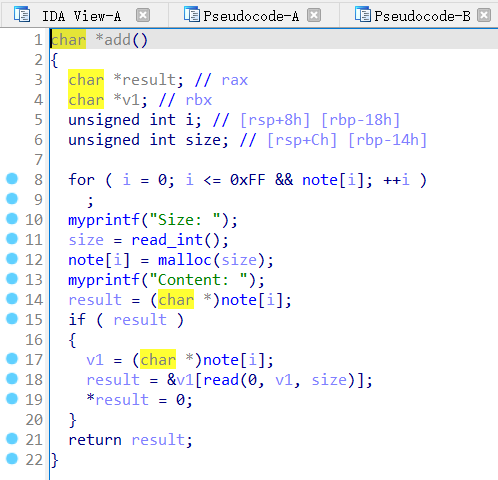 IDA View-A Pseudocode-A Pseudocode-B
1 char *add()
2 {
3 char *result; // rax
4 char *v1; // rbx
5 unsigned int i; // [rsp+8h] [rbp-18h]
6 unsigned int size; // [rsp+Ch] [rbp-14h]
7
8 for ( i = 0; i <= 0xFF && note[i]; ++i )
9 ;
10 myprintf("Size: ");
11 size = read_int();
12 note[i] = malloc(size);
13 myprintf("Content: ");
14 result = (char *)note[i];
15 if ( result )
16 {
17 v1 = (char *)note[i];
18 result = &v1[read(0, v1, size)];
19 *result = 0;
20 }
21 return result;
22 }